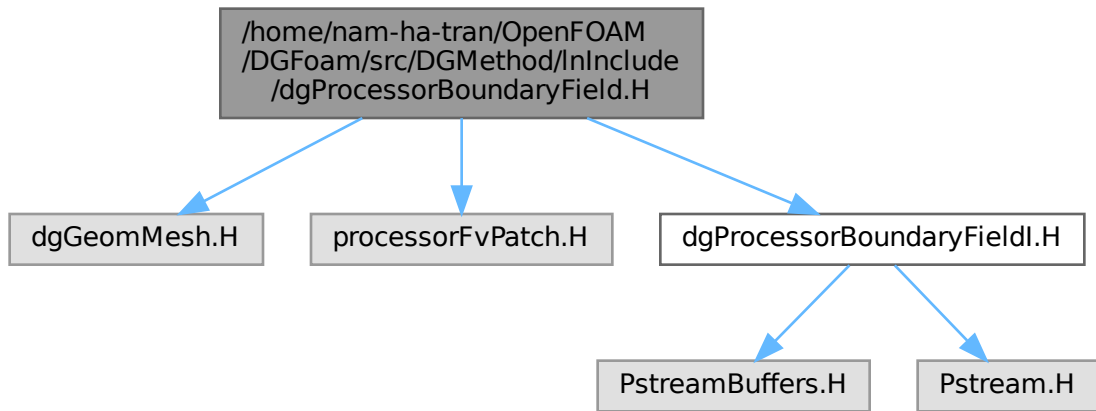 /home/nam-ha-tran/OpenFOAM
/DGFoam/src/DGMethod/lnInclude
/dgProcessorBoundaryField.H
dgGeomMesh.H
processorFvPatch.H
dgProcessorBoundaryFieldI.H
PstreamBuffers.H
Pstream.H